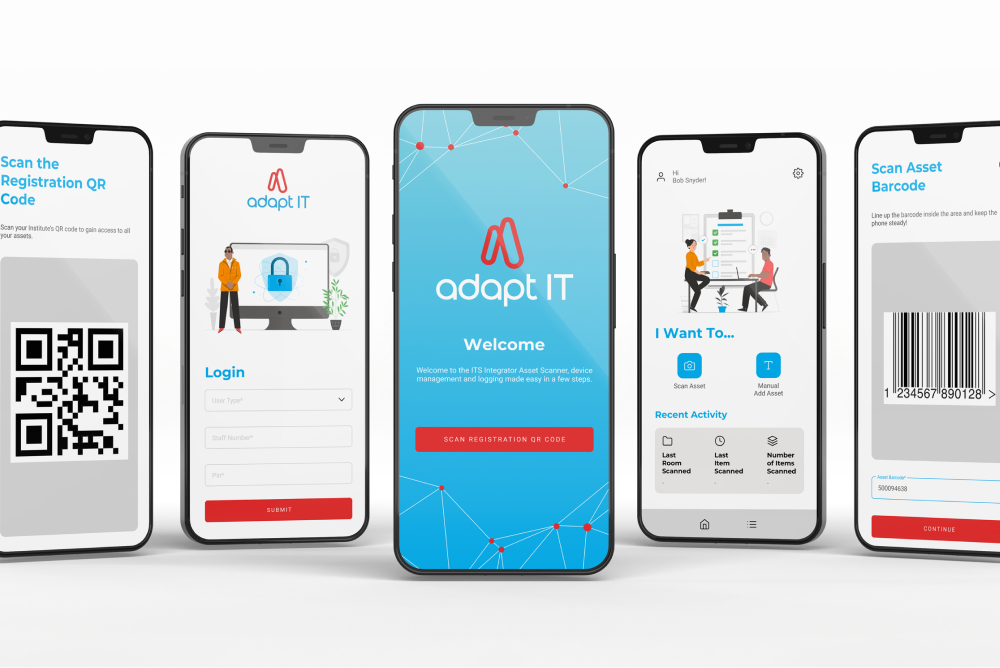 Scan the
Registration QR
Code
Scan your Institute's QR code to gain access to all
your assets.
adapt IT
Login
User Type*
Staff Number*
Pin*
SUBMIT
adapt IT
Welcome
Welcome to the ITS Integrator Asset Scanner, device
management and logging made easy in a few steps.
SCAN REGISTRATION QR CODE
Hi
Bob Snyder!
I Want To...
Scan Asset
T
Manual
Add Asset
Recent Activity
Last
Room
Scanned
-
Last
Item
Scanned
-
Number
of Items
Scanned
-
Scan Asset
Barcode
Line up the barcode inside the area and keep the
phone steady!
1 234567 890128 >
Asset Barcode*
500094638
CONTINUE